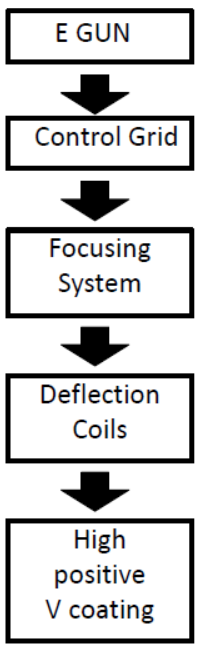 E GUN
Control Grid
Focusing
System
Deflection
Coils
High
positive
V coating